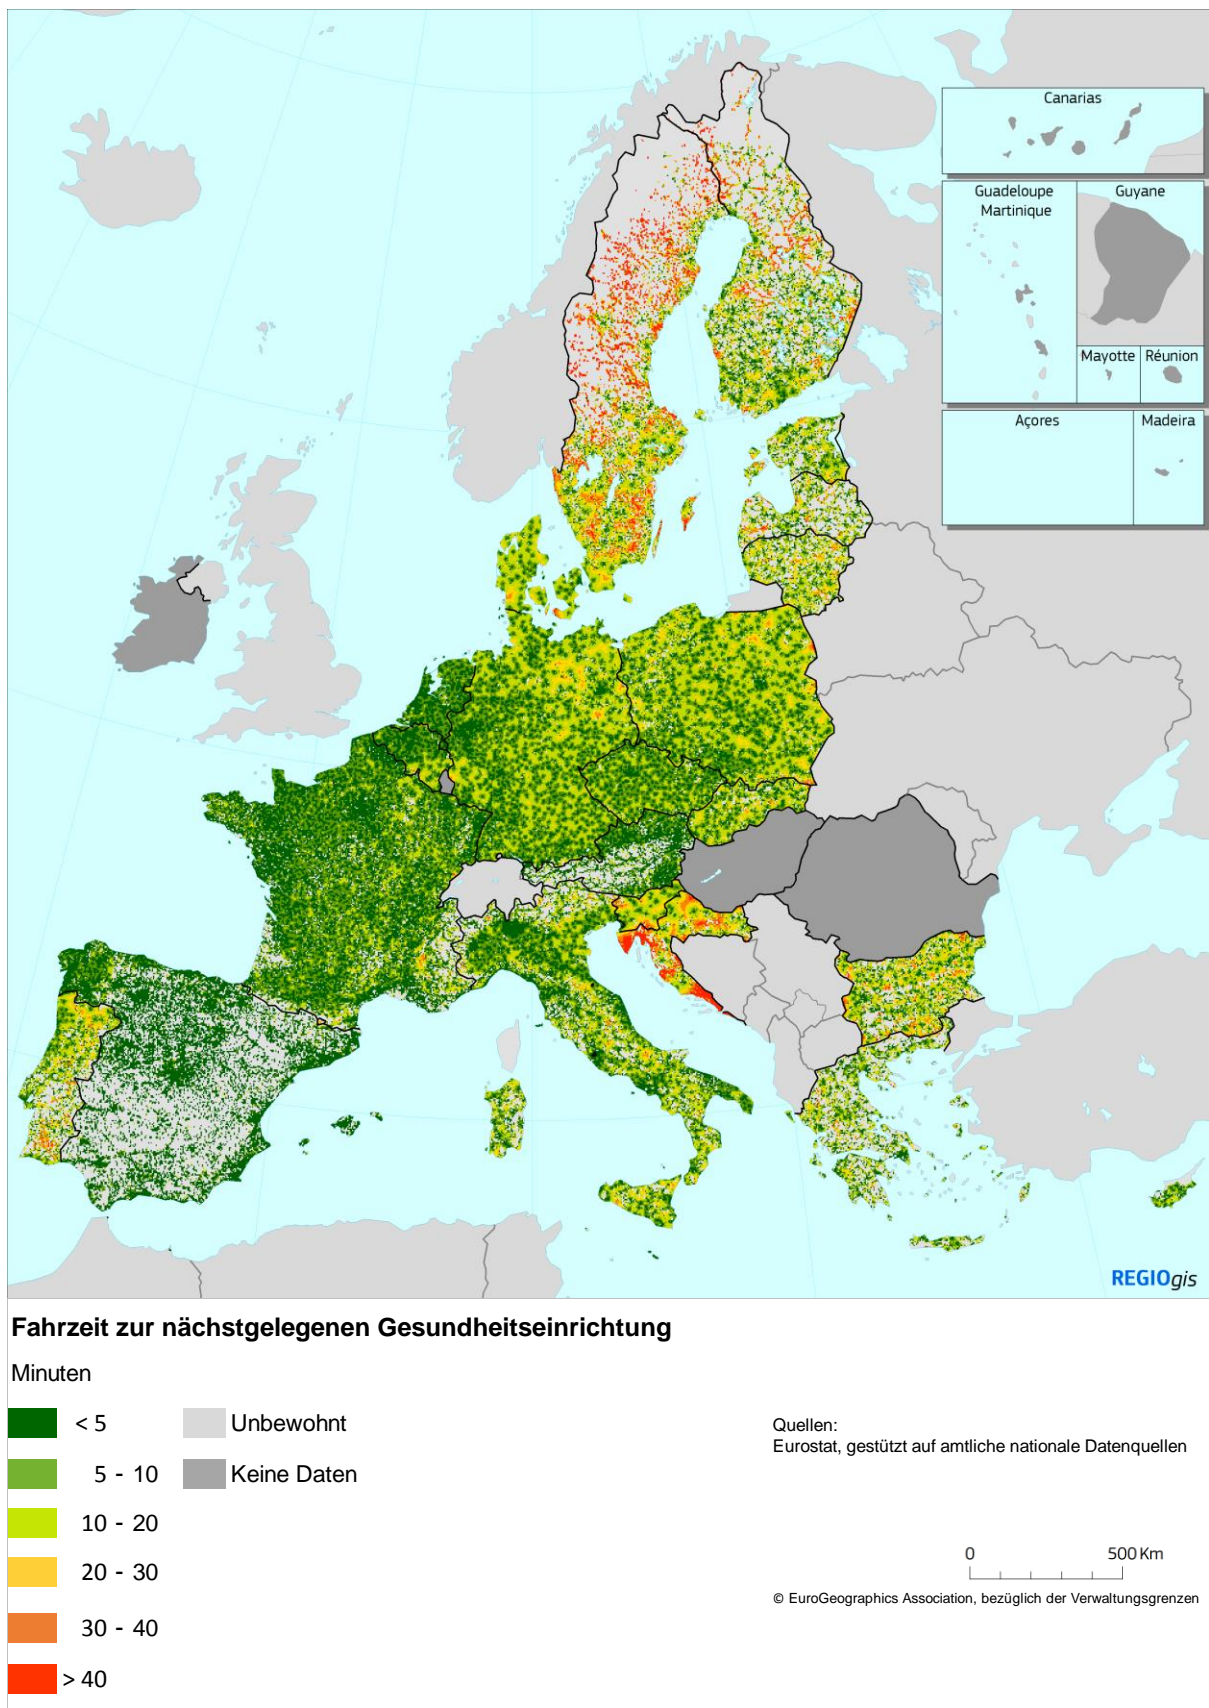 Canarias
Guadeloupe
Martinique
Guyane
Mayotte
Réunion
Açores
Madeira
REGIOgis
Fahrzeit zur nächstgelegenen Gesundheitseinrichtung
Minuten
< 5
Unbewohnt
5 - 10
Keine Daten
10 - 20
20 - 30
30 - 40
> 40
Quellen:
Eurostat, gestützt auf amtliche nationale Datenquellen
0 500 Km
© EuroGeographics Association, bezüglich der Verwaltungsgrenzen